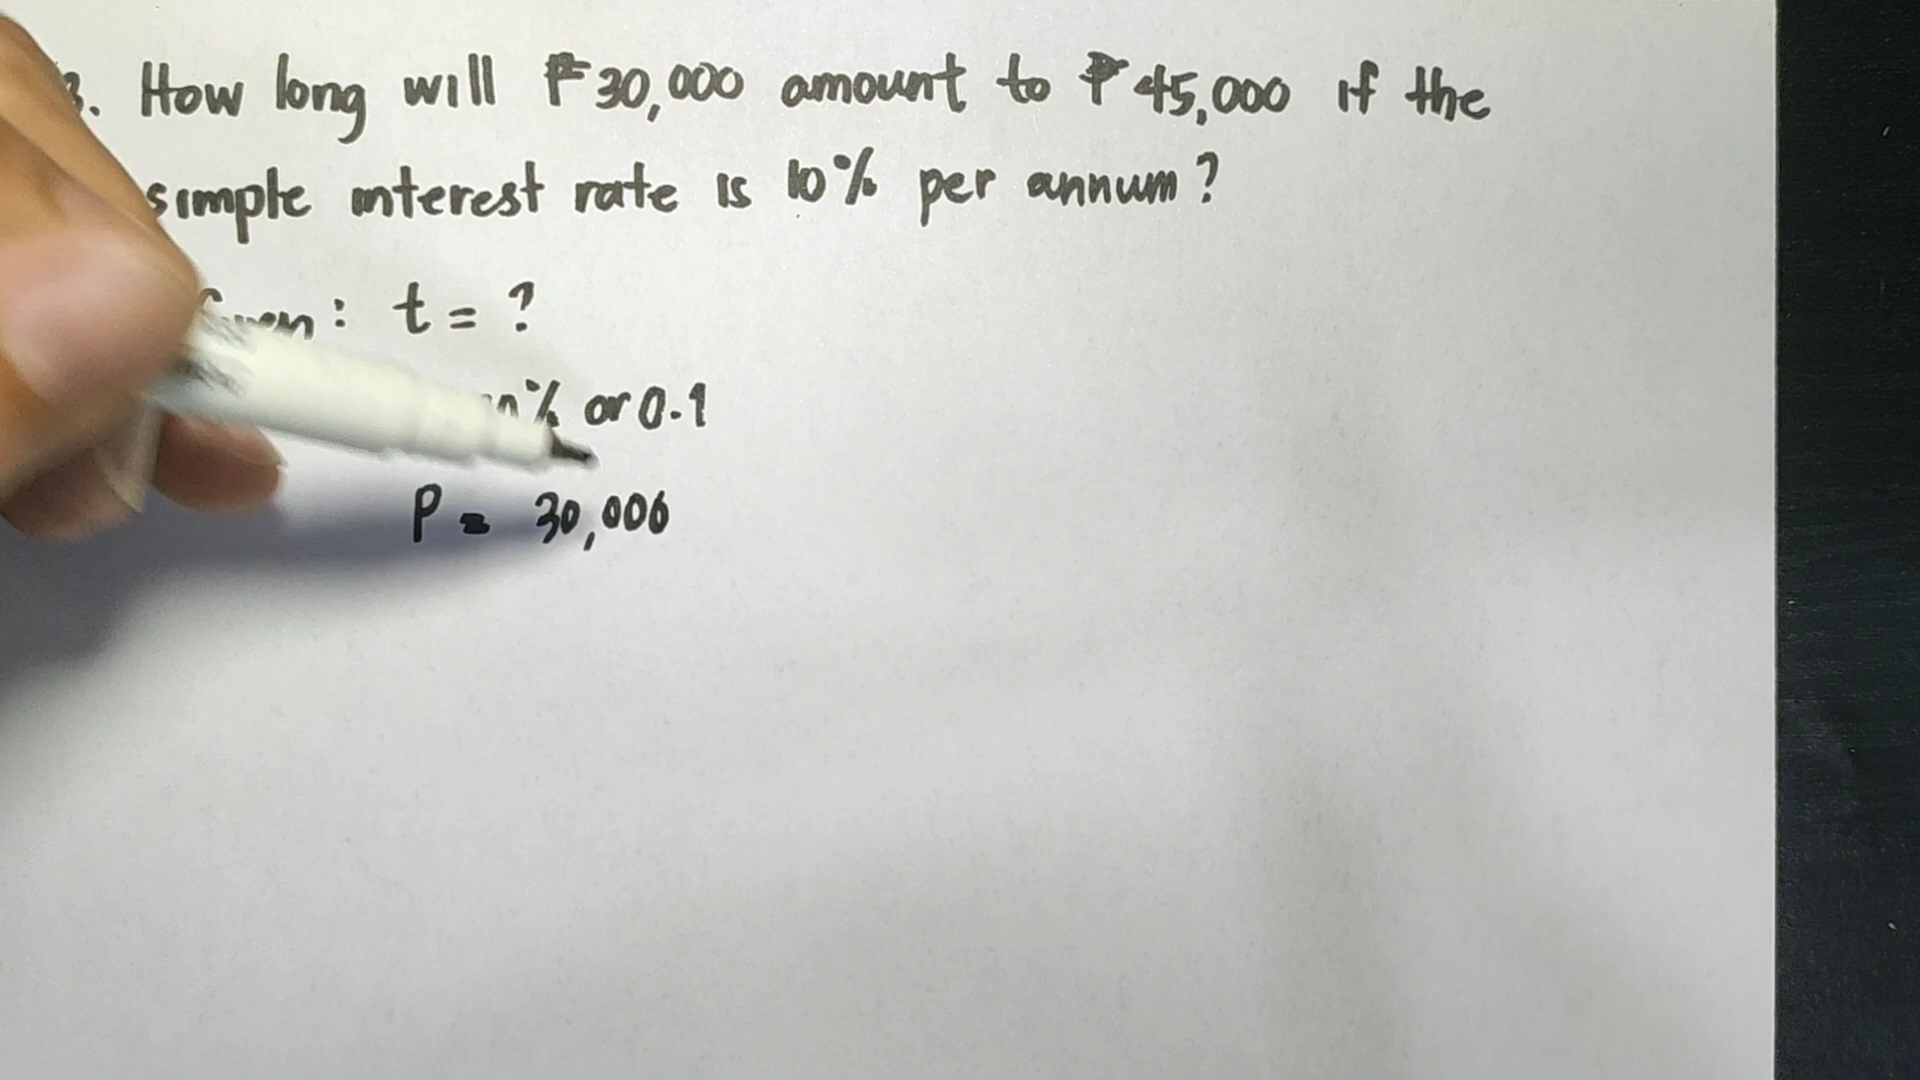 . How long will ₱30,000 amount to ₱45,000 if the
simple interest rate is 10% per annum?
: t = ?
% or 0.1
P = 30,000